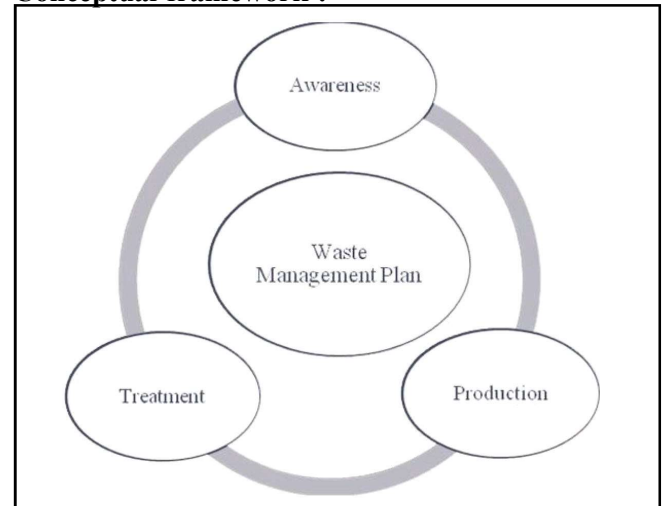 Conceptual framework :
Awareness
Waste
Management Plan
Treatment
Production